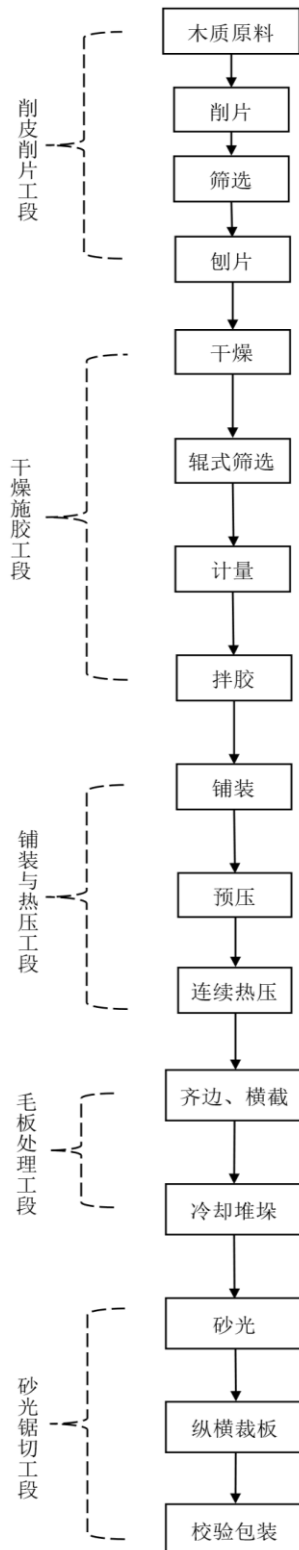 削皮削片工段
木质原料
削片
筛选
刨片
干燥施胶工段
干燥
辊式筛选
计量
拌胶
铺装与热压工段
铺装
预压
连续热压
毛板处理工段
齐边、横截
冷却堆垛
砂光锯切工段
砂光
纵横裁板
校验包装